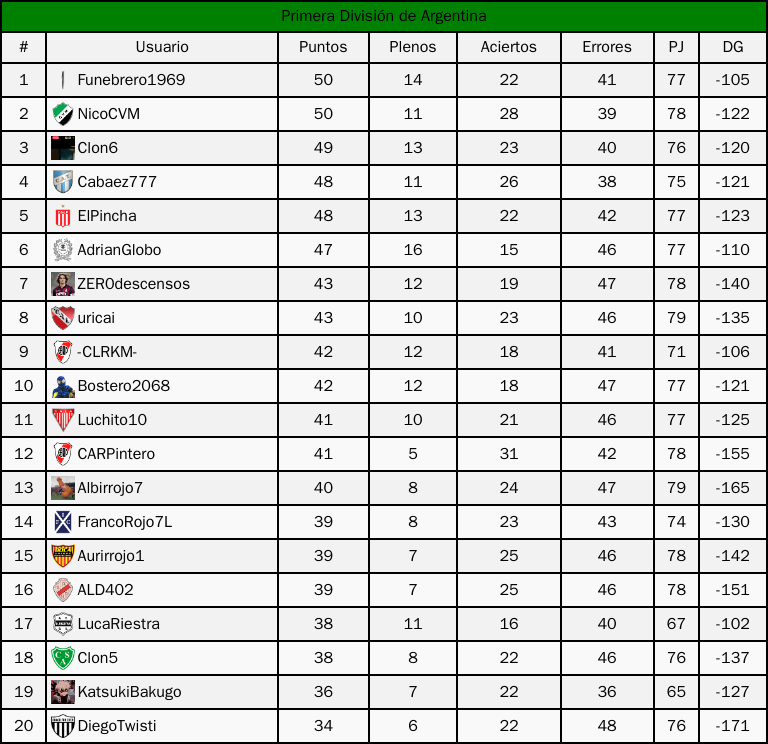 Primera División de Argentina
# Usuario Puntos Plenos Aciertos Errores PJ DG
1 Funebrero1969 50 14 22 41 77 -105
2 NicoCVM 50 11 28 39 78 -122
3 Clon6 49 13 23 40 76 -120
4 Cabaez777 48 11 26 38 75 -121
5 ElPincha 48 13 22 42 77 -123
6 AdrianGlobo 47 16 15 46 77 -110
7 ZER0descensos 43 12 19 47 78 -140
8 uricai 43 10 23 46 79 -135
9 -CLRKM- 42 12 18 41 71 -106
10 Bostero2068 42 12 18 47 77 -121
11 Luchito10 41 10 21 46 77 -125
12 CARPintero 41 5 31 42 78 -155
13 Albirrojo7 40 8 24 47 79 -165
14 FrancoRojo7L 39 8 23 43 74 -130
15 Aurirrojo1 39 7 25 46 78 -142
16 ALD402 39 7 25 46 78 -151
17 LucaRiestra 38 11 16 40 67 -102
18 Clon5 38 8 22 46 76 -137
19 KatsukiBakugo 36 7 22 36 65 -127
20 DiegoTwisti 34 6 22 48 76 -171